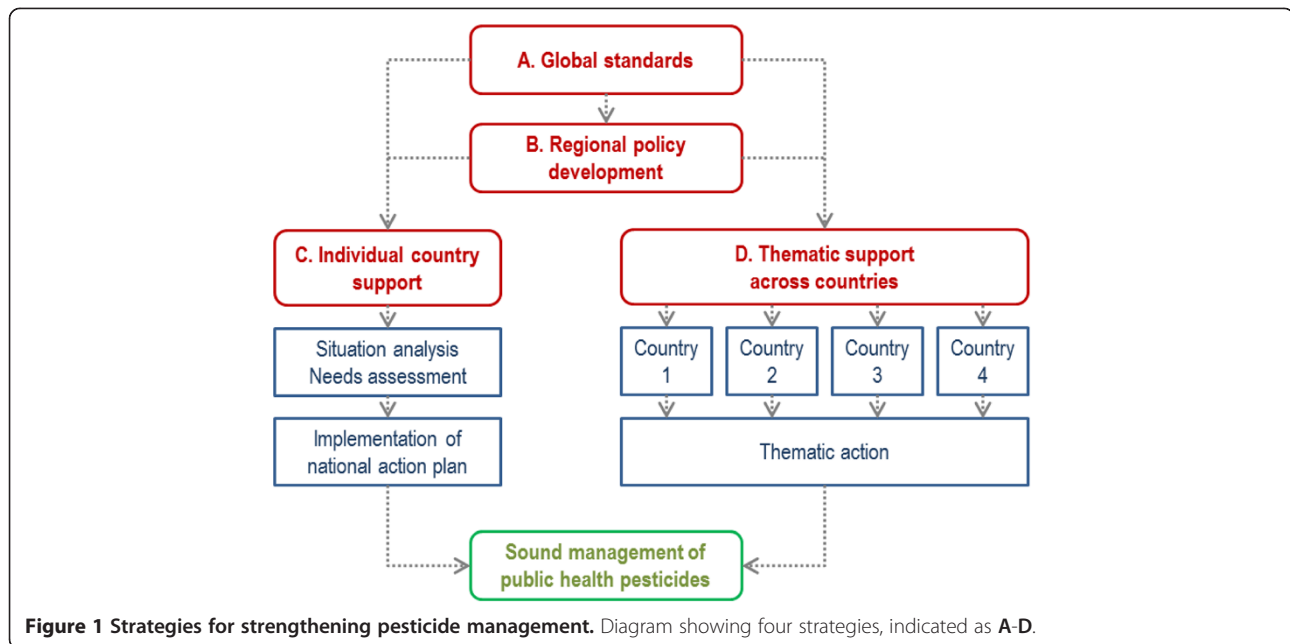 A. Global standards
B. Regional policy
development
C. Individual country
support
D. Thematic support
across countries
Situation analysis
Needs assessment
Country
1
Country
2
Country
3
Country
4
Implementation of
national action plan
Thematic action
Sound management of
public health pesticides
Figure 1 Strategies for strengthening pesticide management. Diagram showing four strategies, indicated as A-D.